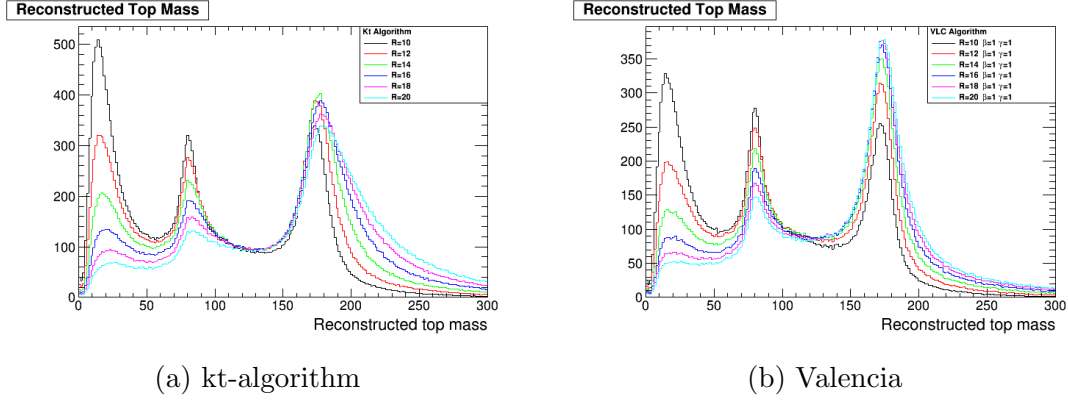 Reconstructed Top Mass
Kt Algorithm
R=10
R=12
R=14
R=16
R=18
R=20
500
400
300
200
100
0
0 50 100 150 200 250 300
Reconstructed top mass
(a) kt-algorithm
Reconstructed Top Mass
VLC Algorithm
R=10 β=1 γ=1
R=12 β=1 γ=1
R=14 β=1 γ=1
R=16 β=1 γ=1
R=18 β=1 γ=1
R=20 β=1 γ=1
350
300
250
200
150
100
50
0
0 50 100 150 200 250 300
Reconstructed top mass
(b) Valencia